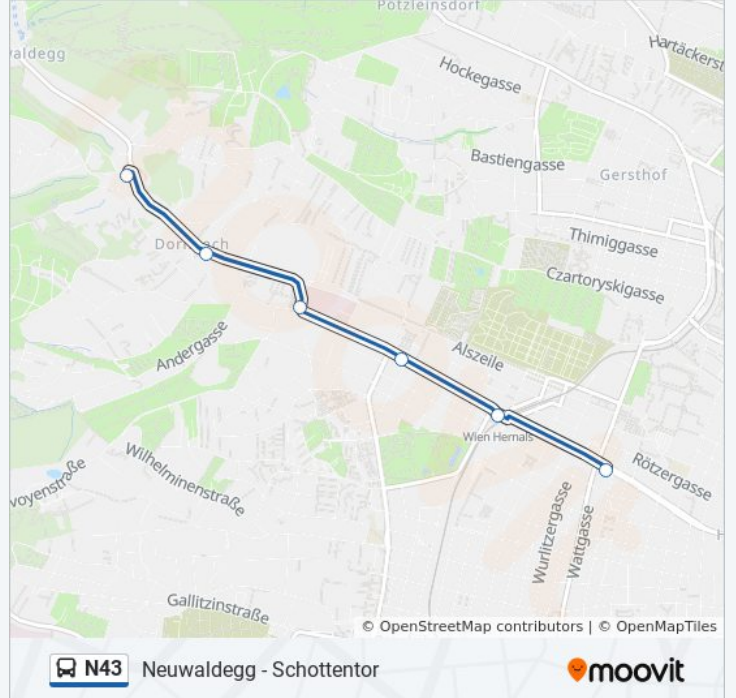 Pötzleinsdorf
waldegg
Hartäckerst
Hockegasse
Bastiengasse
Gersthof
Dornbach
Thimiggasse
Czartoryskigasse
Andergasse
Alszeile
Wien Hernals
Wilhelminenstraße
voyenstraße
Rötzergasse
Wurlitzergasse
Wattgasse
H
Gallitzinstraße
© OpenStreetMap contributors | © OpenMapTiles
N43 Neuwaldegg - Schottentor
moovit